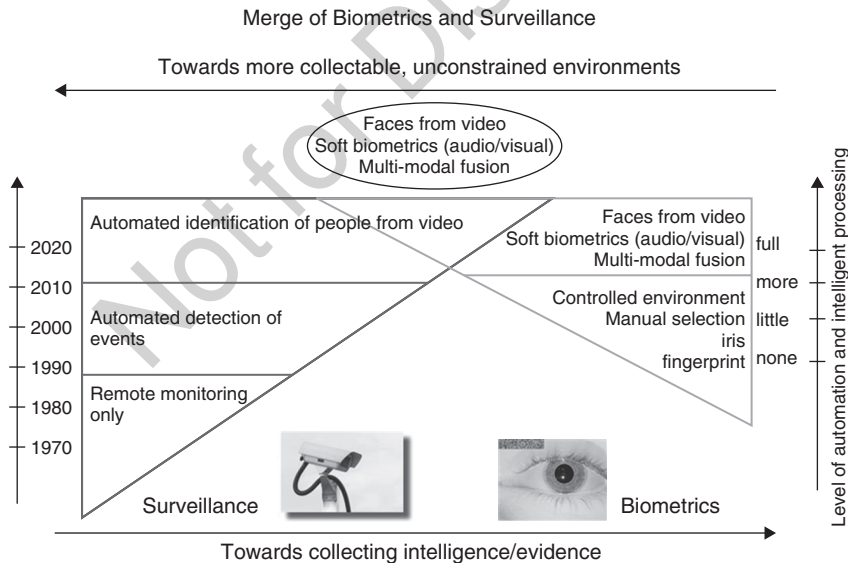 Merge of Biometrics and Surveillance
Towards more collectable, unconstrained environments
Faces from video
Soft biometrics (audio/visual)
Multi-modal fusion
Automated identification of people from video
Automated detection of
events
Remote monitoring
only
2020
2010
2000
1990
1980
1970
Faces from video
Soft biometrics (audio/visual)
Multi-modal fusion
Controlled environment
Manual selection
iris
fingerprint
full
more
little
none
Level of automation and intelligent processing
Surveillance
Biometrics
Towards collecting intelligence/evidence
Not for Dis